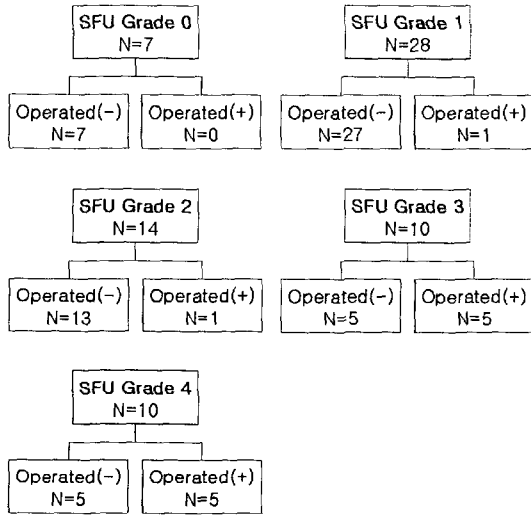 SFU Grade 0
N=7
Operated(-)
N=7
Operated(+)
N=0
SFU Grade 1
N=28
Operated(-)
N=27
Operated(+)
N=1
SFU Grade 2
N=14
Operated(-)
N=13
Operated(+)
N=1
SFU Grade 3
N=10
Operated(-)
N=5
Operated(+)
N=5
SFU Grade 4
N=10
Operated(-)
N=5
Operated(+)
N=5